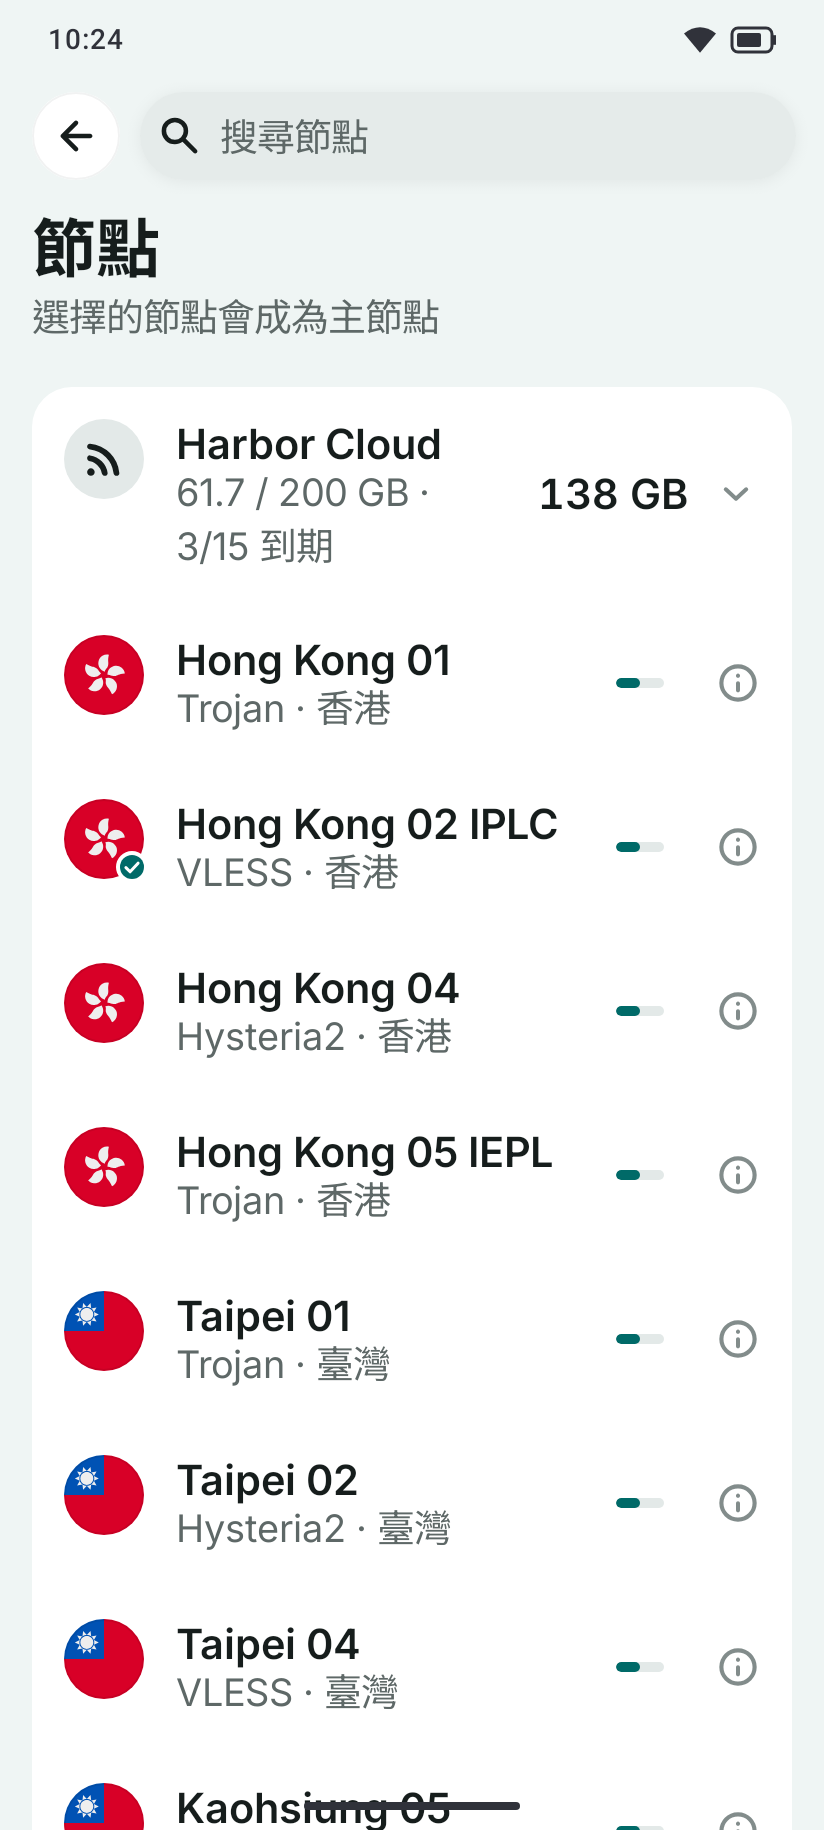 10:24
搜尋節點
節點
選擇的節點會成為主節點
Harbor Cloud
61.7 / 200 GB ·
3/15 到期
138 GB
Hong Kong 01
Trojan · 香港
Hong Kong 02 IPLC
VLESS · 香港
Hong Kong 04
Hysteria2 · 香港
Hong Kong 05 IEPL
Trojan · 香港
Taipei 01
Trojan · 臺灣
Taipei 02
Hysteria2 · 臺灣
Taipei 04
VLESS · 臺灣
Kaohsiung 05